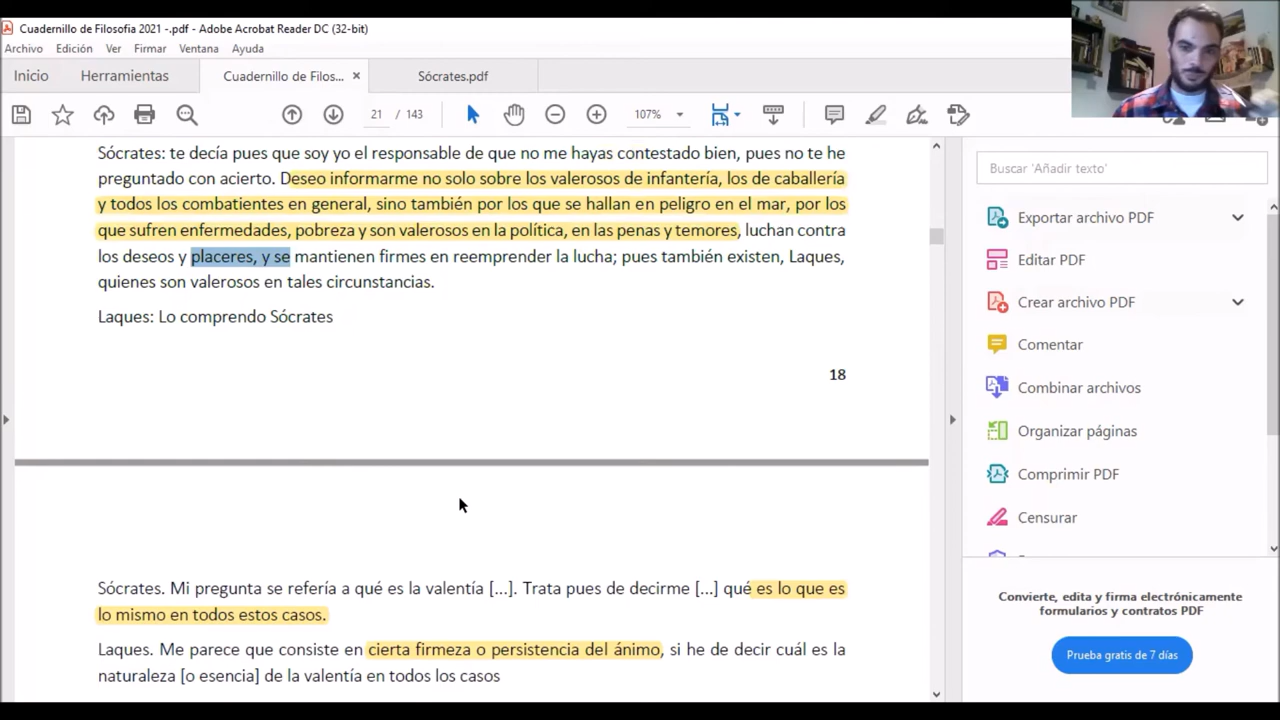 Cuadernillo de Filosofia 2021 -.pdf - Adobe Acrobat Reader DC (32-bit)
Archivo Edición Ver Firmar Ventana Ayuda
Inicio Herramientas Cuadernillo de Filos... × Sócrates.pdf
21 / 143 107%
Sócrates: te decía pues que soy yo el responsable de que no me hayas contestado bien, pues no te he
preguntado con acierto. Deseo informarme no solo sobre los valerosos de infantería, los de caballería
y todos los combatientes en general, sino también por los que se hallan en peligro en el mar, por los
que sufren enfermedades, pobreza y son valerosos en la política, en las penas y temores, luchan contra
los deseos y placeres, y se mantienen firmes en reemprender la lucha; pues también existen, Laques,
quienes son valerosos en tales circunstancias.
Laques: Lo comprendo Sócrates
18
Sócrates. Mi pregunta se refería a qué es la valentía [...]. Trata pues de decirme [...] qué es lo que es
lo mismo en todos estos casos.
Laques. Me parece que consiste en cierta firmeza o persistencia del ánimo, si he de decir cuál es la
naturaleza [o esencia] de la valentía en todos los casos
Buscar 'Añadir texto'
Exportar archivo PDF
Editar PDF
Crear archivo PDF
Comentar
Combinar archivos
Organizar páginas
Comprimir PDF
Censurar
Convierte, edita y firma electrónicamente
formularios y contratos PDF
Prueba gratis de 7 días